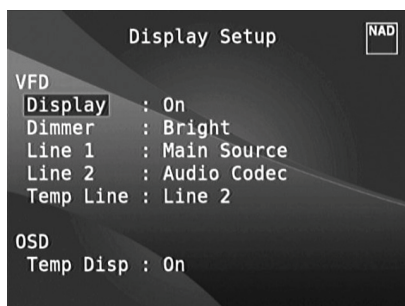 Display Setup
NAD
VFD
Display : On
Dimmer : Bright
Line 1 : Main Source
Line 2 : Audio Codec
Temp Line : Line 2
OSD
Temp Disp : On